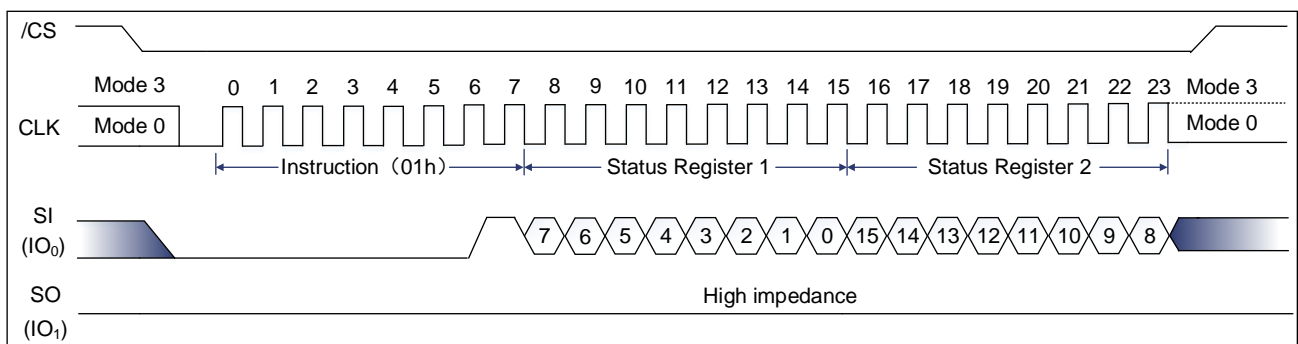 /CS
Mode 3 0 1 2 3 4 5 6 7 8 9 10 11 12 13 14 15 16 17 18 19 20 21 22 23 Mode 3
CLK Mode 0 Mode 0
Instruction（01h） Status Register 1 Status Register 2
SI
(IO₀) 7 6 5 4 3 2 1 0 15 14 13 12 11 10 9 8
SO High impedance
(IO₁)